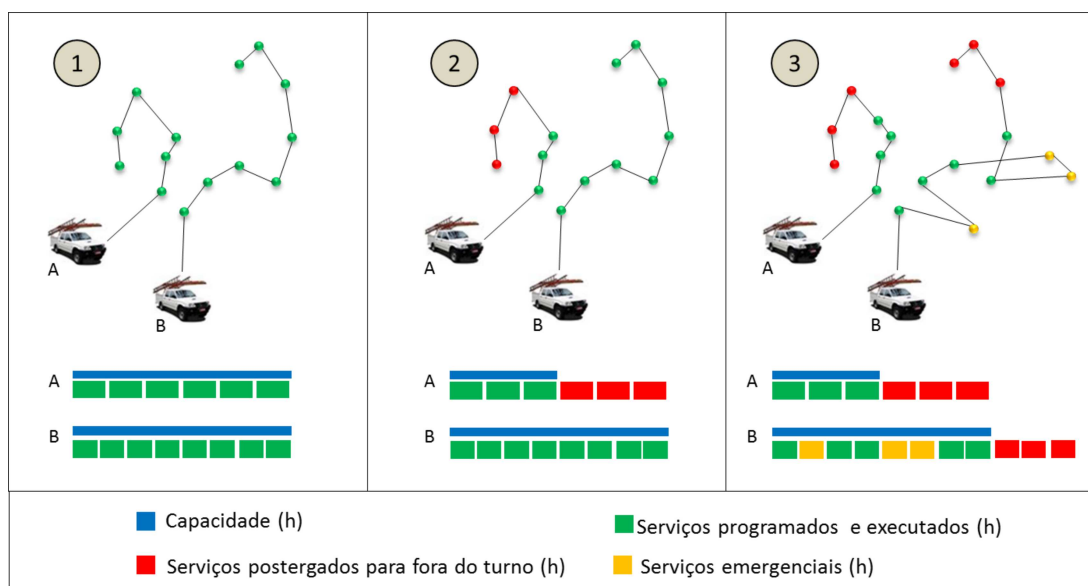 1
2
3
A
B
A
B
A
B
A
B
A
B
A
B
Capacidade (h)
Serviços programados e executados (h)
Serviços postergados para fora do turno (h)
Serviços emergenciais (h)